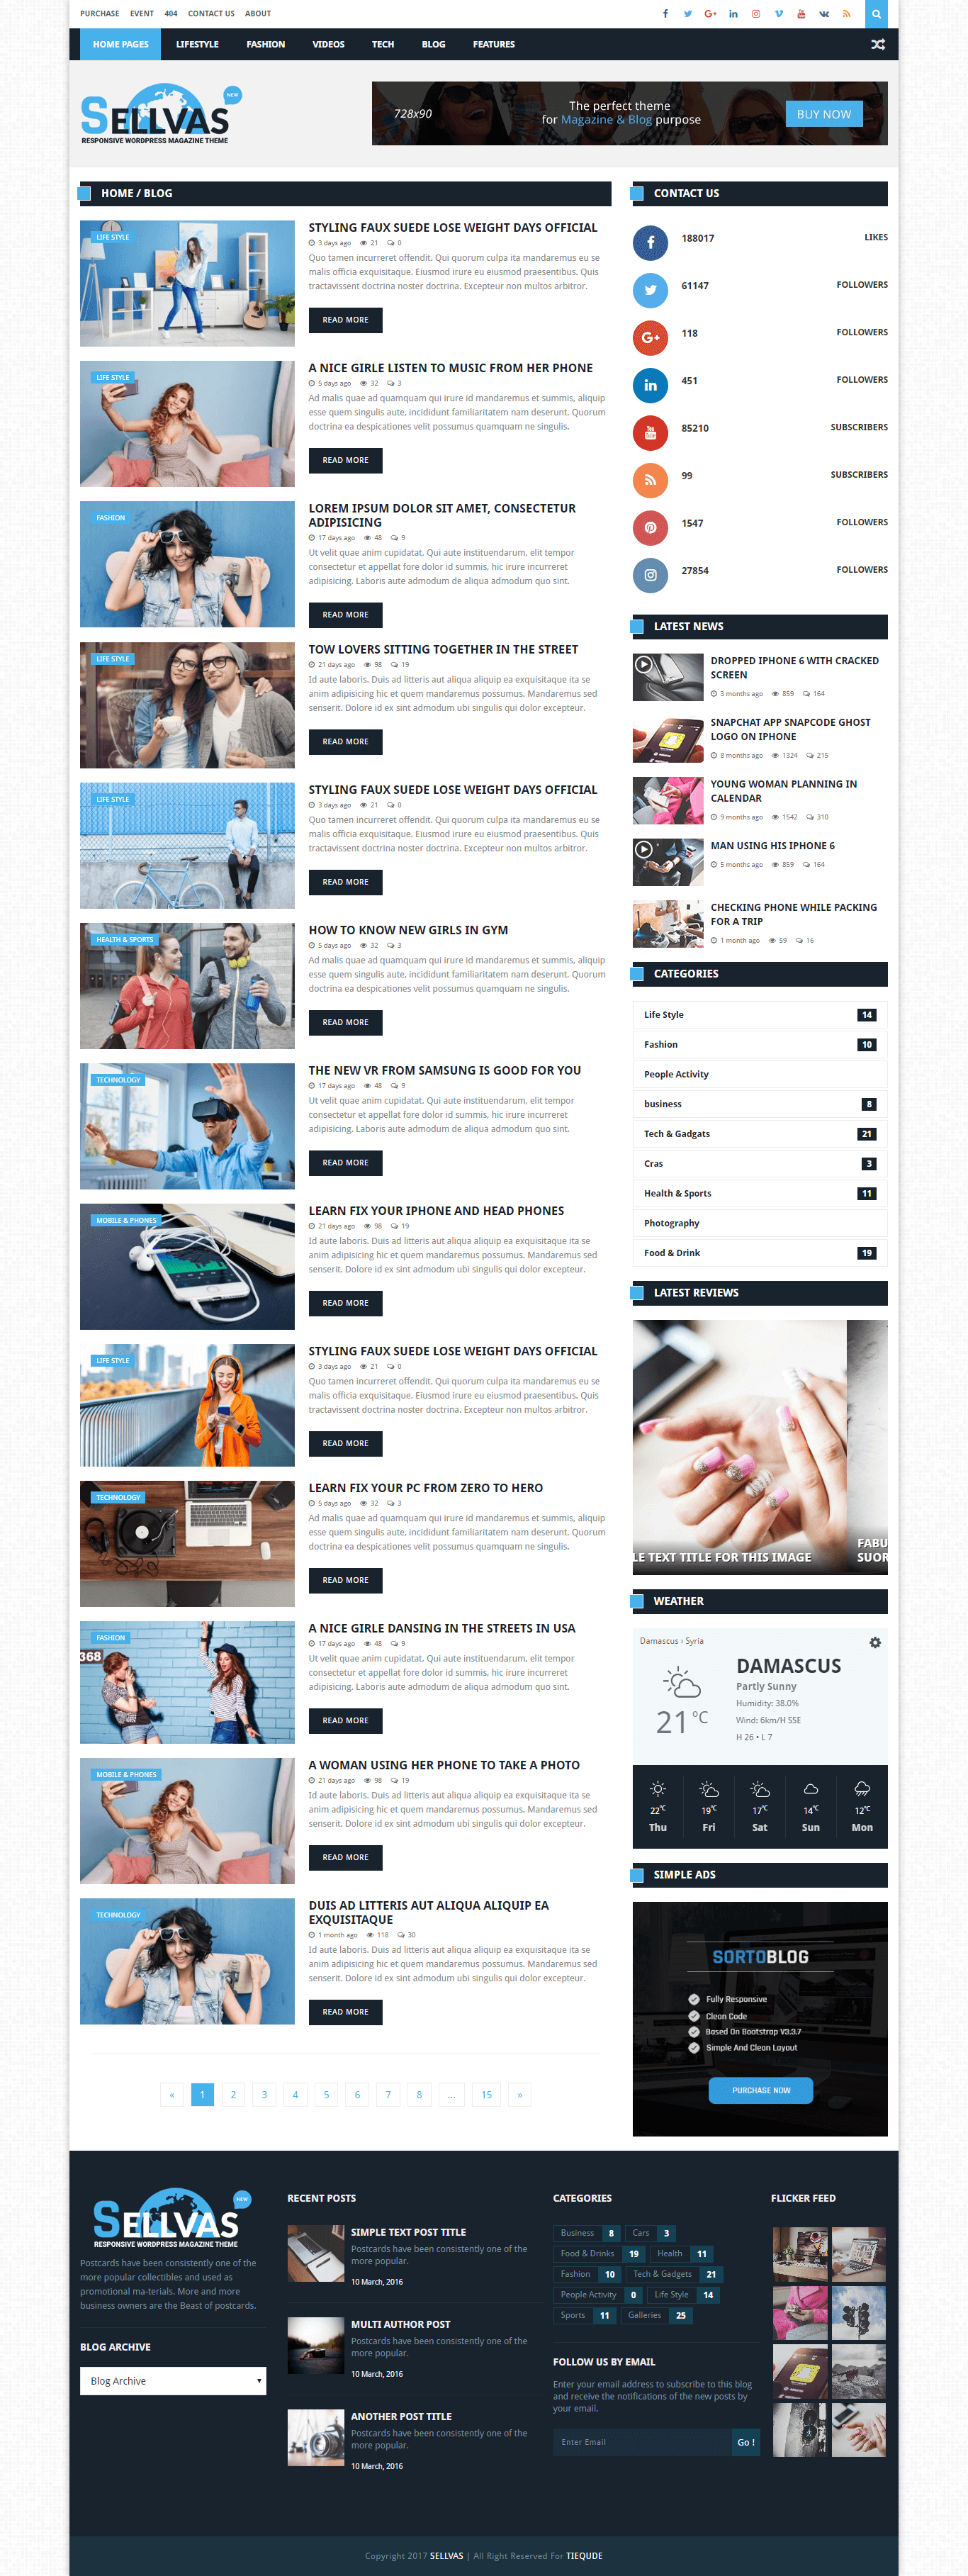 PURCHASE EVENT 404 CONTACT US ABOUT
HOME PAGES LIFESTYLE FASHION VIDEOS TECH BLOG FEATURES
NEW
SELLVAS
RESPONSIVE WORDPRESS MAGAZINE THEME
728x90
The perfect theme
for Magazine & Blog purpose
BUY NOW
HOME / BLOG
LIFE STYLE
STYLING FAUX SUEDE LOSE WEIGHT DAYS OFFICIAL
3 days ago 21 0
Quo tamen incurreret offendit. Qui quorum culpa ita mandaremus eu se
malis officia exquisitaque. Eiusmod irure eu eiusmod praesentibus. Quis
tractavissent doctrina noster doctrina. Excepteur non multos arbitror.
READ MORE
LIFE STYLE
A NICE GIRLE LISTEN TO MUSIC FROM HER PHONE
5 days ago 32 3
Ad malis quae ad quamquam qui irure id mandaremus et summis, aliquip
esse quem singulis aute, incididunt familiaritatem nam deserunt. Quorum
doctrina ea despicationes velit possumus quamquam ne singulis.
READ MORE
FASHION
LOREM IPSUM DOLOR SIT AMET, CONSECTETUR
ADIPISICING
17 days ago 48 9
Ut velit quae anim cupidatat. Qui aute instituendarum, elit tempor
consectetur et appellat fore dolor id summis, hic irure incurreret
adipisicing. Laboris aute admodum de aliqua admodum quo sint.
READ MORE
LIFE STYLE
TOW LOVERS SITTING TOGETHER IN THE STREET
21 days ago 98 19
Id aute laboris. Duis ad litteris aut aliqua aliquip ea exquisitaque ita se
anim adipisicing hic et quem mandaremus possumus. Mandaremus sed
senserit. Dolore id ex sint admodum ubi singulis qui dolor excepteur.
READ MORE
LIFE STYLE
STYLING FAUX SUEDE LOSE WEIGHT DAYS OFFICIAL
3 days ago 21 0
Quo tamen incurreret offendit. Qui quorum culpa ita mandaremus eu se
malis officia exquisitaque. Eiusmod irure eu eiusmod praesentibus. Quis
tractavissent doctrina noster doctrina. Excepteur non multos arbitror.
READ MORE
HEALTH & SPORTS
HOW TO KNOW NEW GIRLS IN GYM
5 days ago 32 3
Ad malis quae ad quamquam qui irure id mandaremus et summis, aliquip
esse quem singulis aute, incididunt familiaritatem nam deserunt. Quorum
doctrina ea despicationes velit possumus quamquam ne singulis.
READ MORE
TECHNOLOGY
THE NEW VR FROM SAMSUNG IS GOOD FOR YOU
17 days ago 48 9
Ut velit quae anim cupidatat. Qui aute instituendarum, elit tempor
consectetur et appellat fore dolor id summis, hic irure incurreret
adipisicing. Laboris aute admodum de aliqua admodum quo sint.
READ MORE
MOBILE & PHONES
LEARN FIX YOUR IPHONE AND HEAD PHONES
21 days ago 98 19
Id aute laboris. Duis ad litteris aut aliqua aliquip ea exquisitaque ita se
anim adipisicing hic et quem mandaremus possumus. Mandaremus sed
senserit. Dolore id ex sint admodum ubi singulis qui dolor excepteur.
READ MORE
LIFE STYLE
STYLING FAUX SUEDE LOSE WEIGHT DAYS OFFICIAL
3 days ago 21 0
Quo tamen incurreret offendit. Qui quorum culpa ita mandaremus eu se
malis officia exquisitaque. Eiusmod irure eu eiusmod praesentibus. Quis
tractavissent doctrina noster doctrina. Excepteur non multos arbitror.
READ MORE
TECHNOLOGY
LEARN FIX YOUR PC FROM ZERO TO HERO
5 days ago 32 3
Ad malis quae ad quamquam qui irure id mandaremus et summis, aliquip
esse quem singulis aute, incididunt familiaritatem nam deserunt. Quorum
doctrina ea despicationes velit possumus quamquam ne singulis.
READ MORE
FASHION
368
A NICE GIRLE DANSING IN THE STREETS IN USA
17 days ago 48 9
Ut velit quae anim cupidatat. Qui aute instituendarum, elit tempor
consectetur et appellat fore dolor id summis, hic irure incurreret
adipisicing. Laboris aute admodum de aliqua admodum quo sint.
READ MORE
MOBILE & PHONES
A WOMAN USING HER PHONE TO TAKE A PHOTO
21 days ago 98 19
Id aute laboris. Duis ad litteris aut aliqua aliquip ea exquisitaque ita se
anim adipisicing hic et quem mandaremus possumus. Mandaremus sed
senserit. Dolore id ex sint admodum ubi singulis qui dolor excepteur.
READ MORE
TECHNOLOGY
DUIS AD LITTERIS AUT ALIQUA ALIQUIP EA
EXQUISITAQUE
1 month ago 118 30
Id aute laboris. Duis ad litteris aut aliqua aliquip ea exquisitaque ita se
anim adipisicing hic et quem mandaremus possumus. Mandaremus sed
senserit. Dolore id ex sint admodum ubi singulis qui dolor excepteur.
READ MORE
« 1 2 3 4 5 6 7 8 ... 15 »
CONTACT US
188017 LIKES
61147 FOLLOWERS
118 FOLLOWERS
451 FOLLOWERS
85210 SUBSCRIBERS
99 SUBSCRIBERS
1547 FOLLOWERS
27854 FOLLOWERS
LATEST NEWS
DROPPED IPHONE 6 WITH CRACKED
SCREEN
3 months ago 859 164
SNAPCHAT APP SNAPCODE GHOST
LOGO ON IPHONE
8 months ago 1324 215
YOUNG WOMAN PLANNING IN
CALENDAR
9 months ago 1542 310
MAN USING HIS IPHONE 6
5 months ago 859 164
CHECKING PHONE WHILE PACKING
FOR A TRIP
1 month ago 59 16
CATEGORIES
Life Style 14
Fashion 10
People Activity
business 8
Tech & Gadgats 21
Cras 3
Health & Sports 11
Photography
Food & Drink 19
LATEST REVIEWS
LE TEXT TITLE FOR THIS IMAGE
FABU
SUOR
WEATHER
Damascus › Syria
21°C
DAMASCUS
Partly Sunny
Humidity: 38.0%
Wind: 6km/H SSE
H 26 • L 7
22℃ 19℃ 17℃ 14℃ 12℃
Thu Fri Sat Sun Mon
SIMPLE ADS
SORTOBLOG
Fully Responsive
Clean Code
Based On Bootstrap V3.3.7
Simple And Clean Layout
PURCHASE NOW
NEW
SELLVAS
RESPONSIVE WORDPRESS MAGAZINE THEME
Postcards have been consistently one of the
more popular collectibles and used as
promotional ma-terials. More and more
business owners are the Beast of postcards.
BLOG ARCHIVE
Blog Archive
RECENT POSTS
SIMPLE TEXT POST TITLE
Postcards have been consistently one of the
more popular.
10 March, 2016
MULTI AUTHOR POST
Postcards have been consistently one of the
more popular.
10 March, 2016
ANOTHER POST TITLE
Postcards have been consistently one of the
more popular.
10 March, 2016
CATEGORIES
Business 8 Cars 3
Food & Drinks 19 Health 11
Fashion 10 Tech & Gadgets 21
People Activity 0 Life Style 14
Sports 11 Galleries 25
FOLLOW US BY EMAIL
Enter your email address to subscribe to this blog
and receive the notifications of the new posts by
your email.
Enter Email Go !
FLICKER FEED
Copyright 2017 SELLVAS | All Right Reserved For TIEQUDE